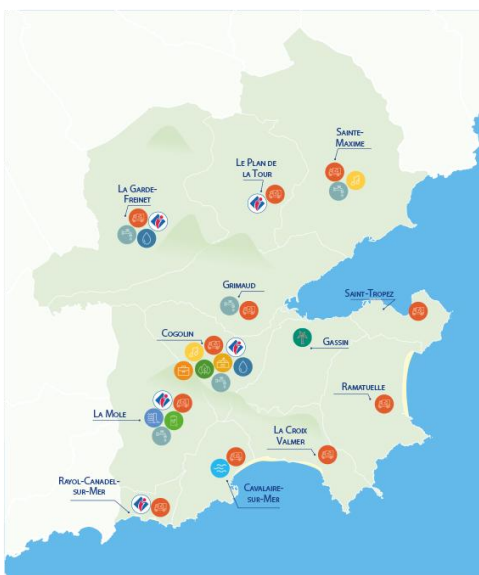 SAINTE-
MAXIME
LE PLAN DE
LA TOUR
LA GARDE-
FREINET
GRIMAUD
SAINT-TROPEZ
COGOLIN
GASSIN
RAMATUELLE
LA MOLE
LA CROIX
VALMER
RAYOL-CANADEL-
SUR-MER
CAVALAIRE-
SUR-MER